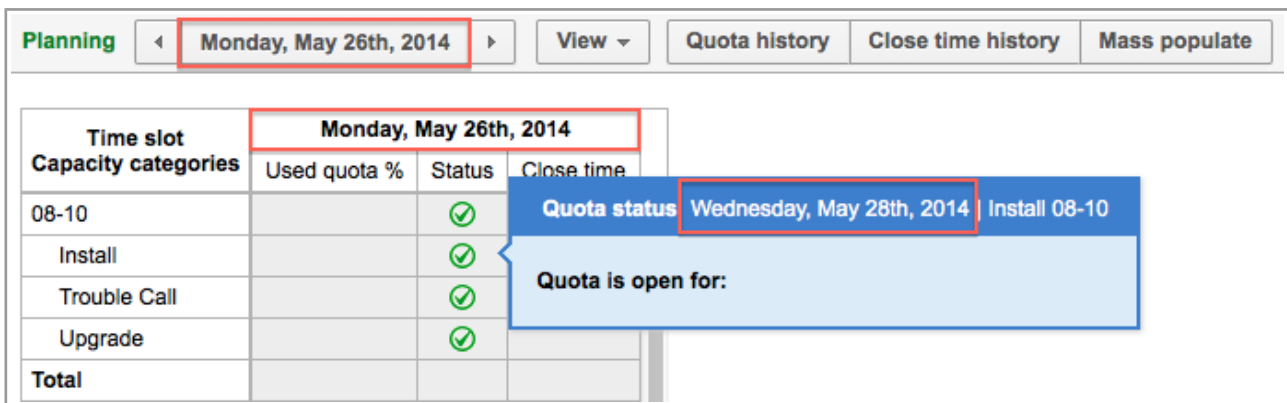 Planning Monday, May 26th, 2014 View Quota history Close time history Mass populate
Time slot
Capacity categories
Monday, May 26th, 2014
Used quota % Status Close time
08-10
Quota status Wednesday, May 28th, 2014 | Install 08-10
Install
Quota is open for:
Trouble Call
Upgrade
Total